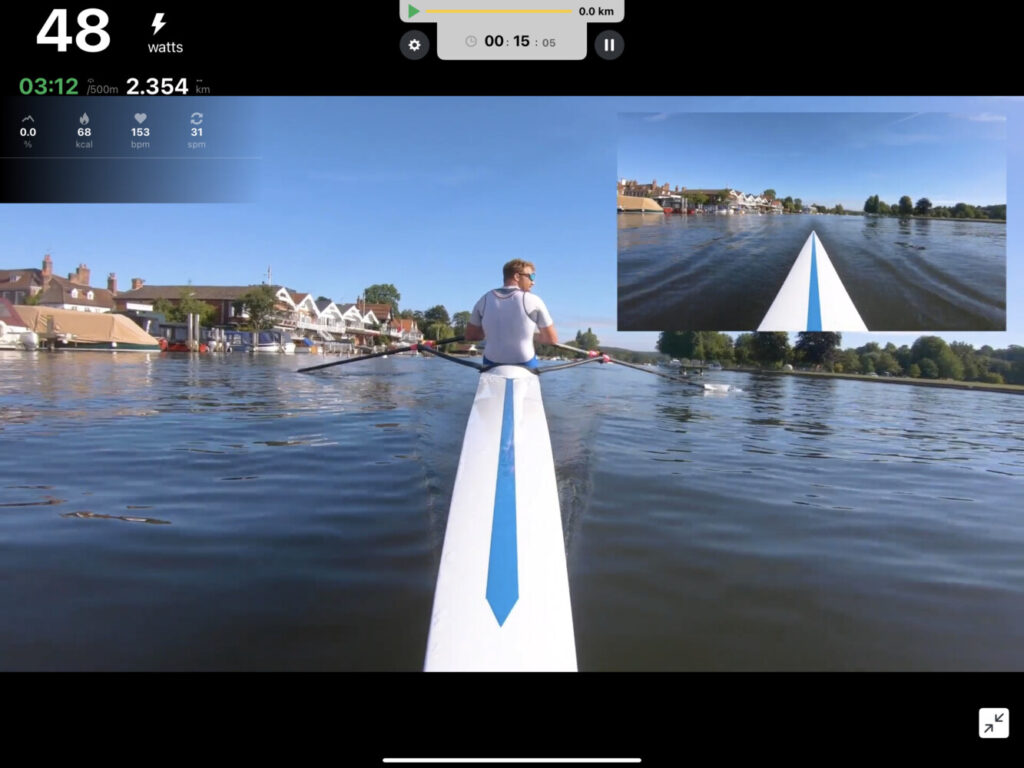 48
watts
03:12 /500m 2.354 km
0.0 68 153 31
% kcal bpm spm
0.0 km
00: 15 : 05